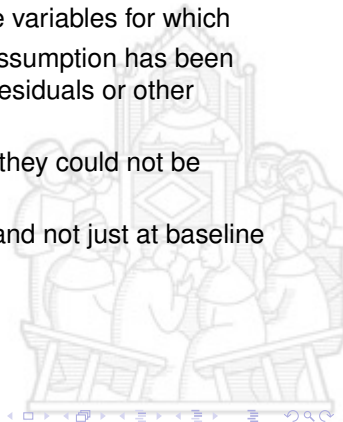 e variables for which
ssumption has been
esiduals or other
they could not be
and not just at baseline